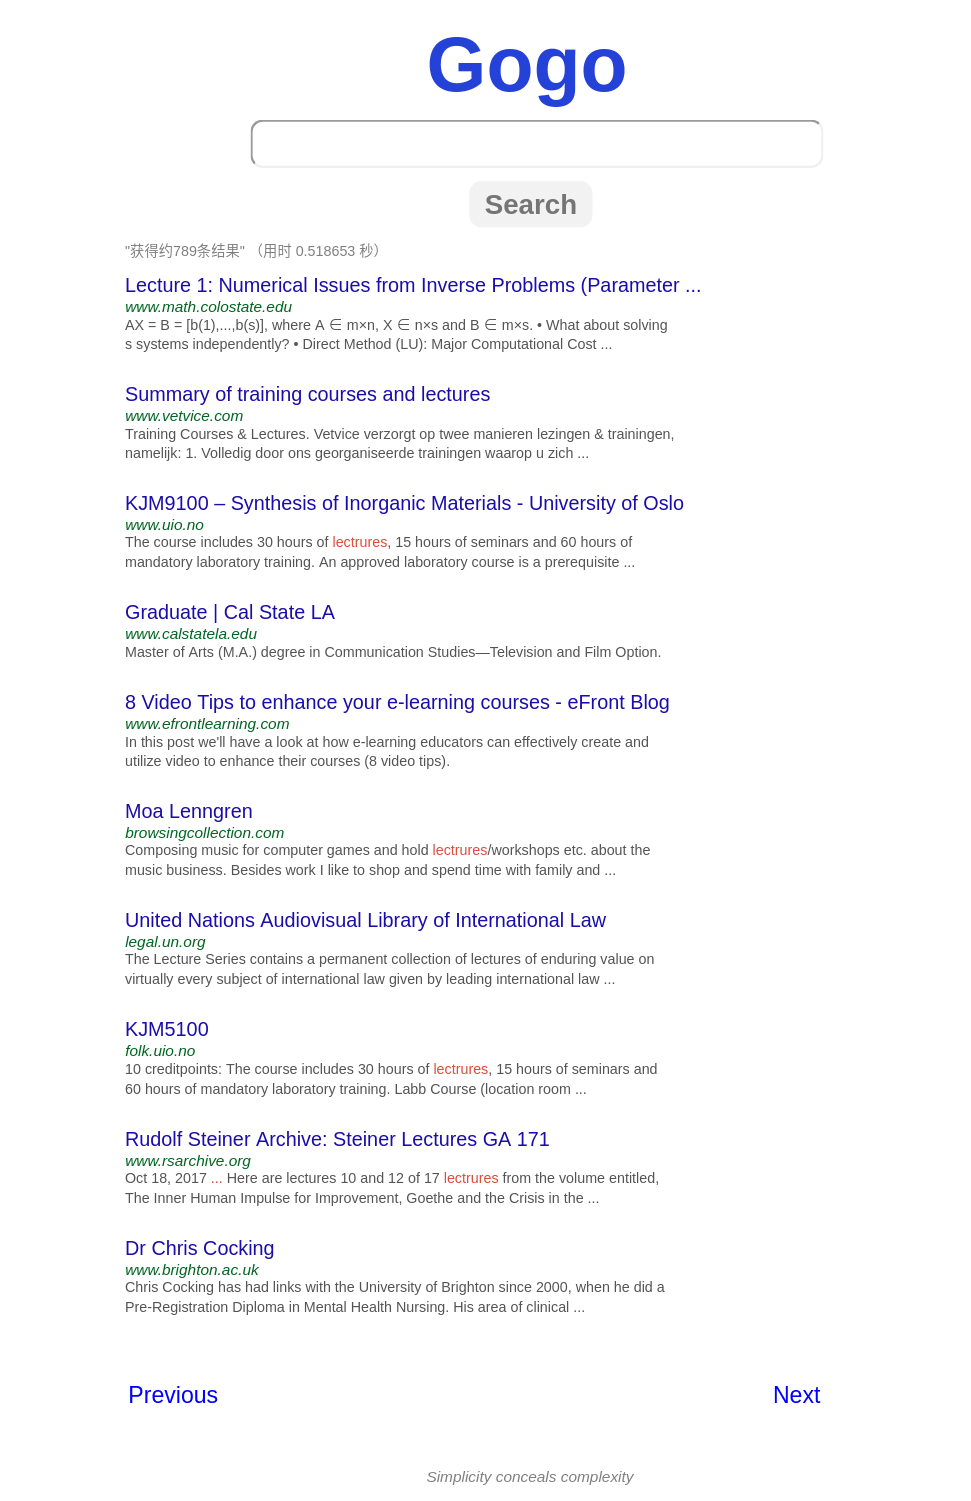 Gogo
Search
"获得约789条结果" （用时 0.518653 秒）
Lecture 1: Numerical Issues from Inverse Problems (Parameter ...
www.math.colostate.edu
AX = B = [b(1),...,b(s)], where A ∈ m×n, X ∈ n×s and B ∈ m×s. • What about solving
s systems independently? • Direct Method (LU): Major Computational Cost ...
Summary of training courses and lectures
www.vetvice.com
Training Courses & Lectures. Vetvice verzorgt op twee manieren lezingen & trainingen,
namelijk: 1. Volledig door ons georganiseerde trainingen waarop u zich ...
KJM9100 – Synthesis of Inorganic Materials - University of Oslo
www.uio.no
The course includes 30 hours of lectrures, 15 hours of seminars and 60 hours of
mandatory laboratory training. An approved laboratory course is a prerequisite ...
Graduate | Cal State LA
www.calstatela.edu
Master of Arts (M.A.) degree in Communication Studies—Television and Film Option.
8 Video Tips to enhance your e-learning courses - eFront Blog
www.efrontlearning.com
In this post we'll have a look at how e-learning educators can effectively create and
utilize video to enhance their courses (8 video tips).
Moa Lenngren
browsingcollection.com
Composing music for computer games and hold lectrures/workshops etc. about the
music business. Besides work I like to shop and spend time with family and ...
United Nations Audiovisual Library of International Law
legal.un.org
The Lecture Series contains a permanent collection of lectures of enduring value on
virtually every subject of international law given by leading international law ...
KJM5100
folk.uio.no
10 creditpoints: The course includes 30 hours of lectrures, 15 hours of seminars and
60 hours of mandatory laboratory training. Labb Course (location room ...
Rudolf Steiner Archive: Steiner Lectures GA 171
www.rsarchive.org
Oct 18, 2017 ... Here are lectures 10 and 12 of 17 lectrures from the volume entitled,
The Inner Human Impulse for Improvement, Goethe and the Crisis in the ...
Dr Chris Cocking
www.brighton.ac.uk
Chris Cocking has had links with the University of Brighton since 2000, when he did a
Pre-Registration Diploma in Mental Health Nursing. His area of clinical ...
Previous Next
Simplicity conceals complexity